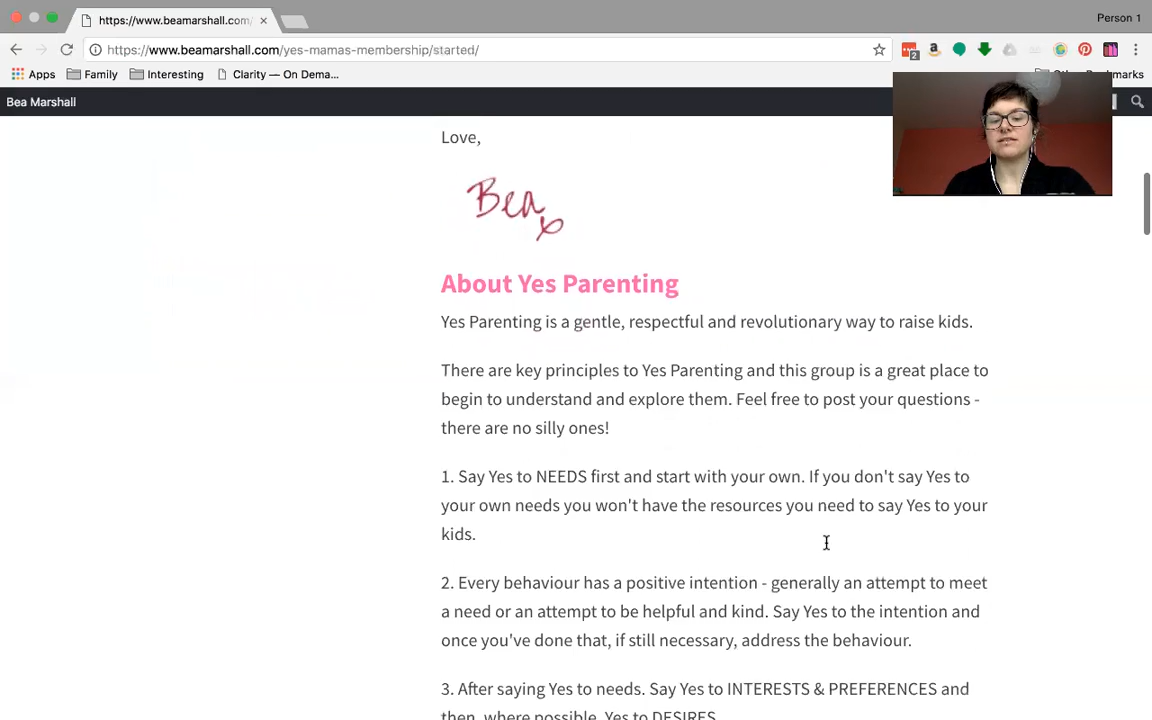 https://www.beamarshall.com/
Person 1
https://www.beamarshall.com/yes-mamas-membership/started/
2
Apps Family Interesting Clarity — On Dema...
Bea Marshall
Love,
Bea
About Yes Parenting
Yes Parenting is a gentle, respectful and revolutionary way to raise kids.
There are key principles to Yes Parenting and this group is a great place to
begin to understand and explore them. Feel free to post your questions -
there are no silly ones!
1. Say Yes to NEEDS first and start with your own. If you don't say Yes to
your own needs you won't have the resources you need to say Yes to your
kids.
2. Every behaviour has a positive intention - generally an attempt to meet
a need or an attempt to be helpful and kind. Say Yes to the intention and
once you've done that, if still necessary, address the behaviour.
3. After saying Yes to needs. Say Yes to INTERESTS & PREFERENCES and
then, where possible, Yes to DESIRES.